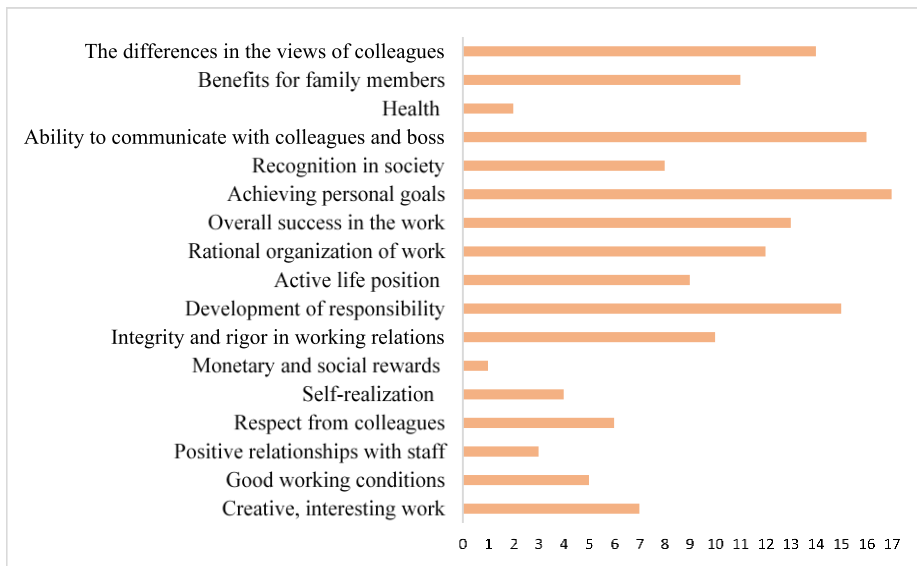 The differences in the views of colleagues
Benefits for family members
Health
Ability to communicate with colleagues and boss
Recognition in society
Achieving personal goals
Overall success in the work
Rational organization of work
Active life position
Development of responsibility
Integrity and rigor in working relations
Monetary and social rewards
Self-realization
Respect from colleagues
Positive relationships with staff
Good working conditions
Creative, interesting work
0 1 2 3 4 5 6 7 8 9 10 11 12 13 14 15 16 17